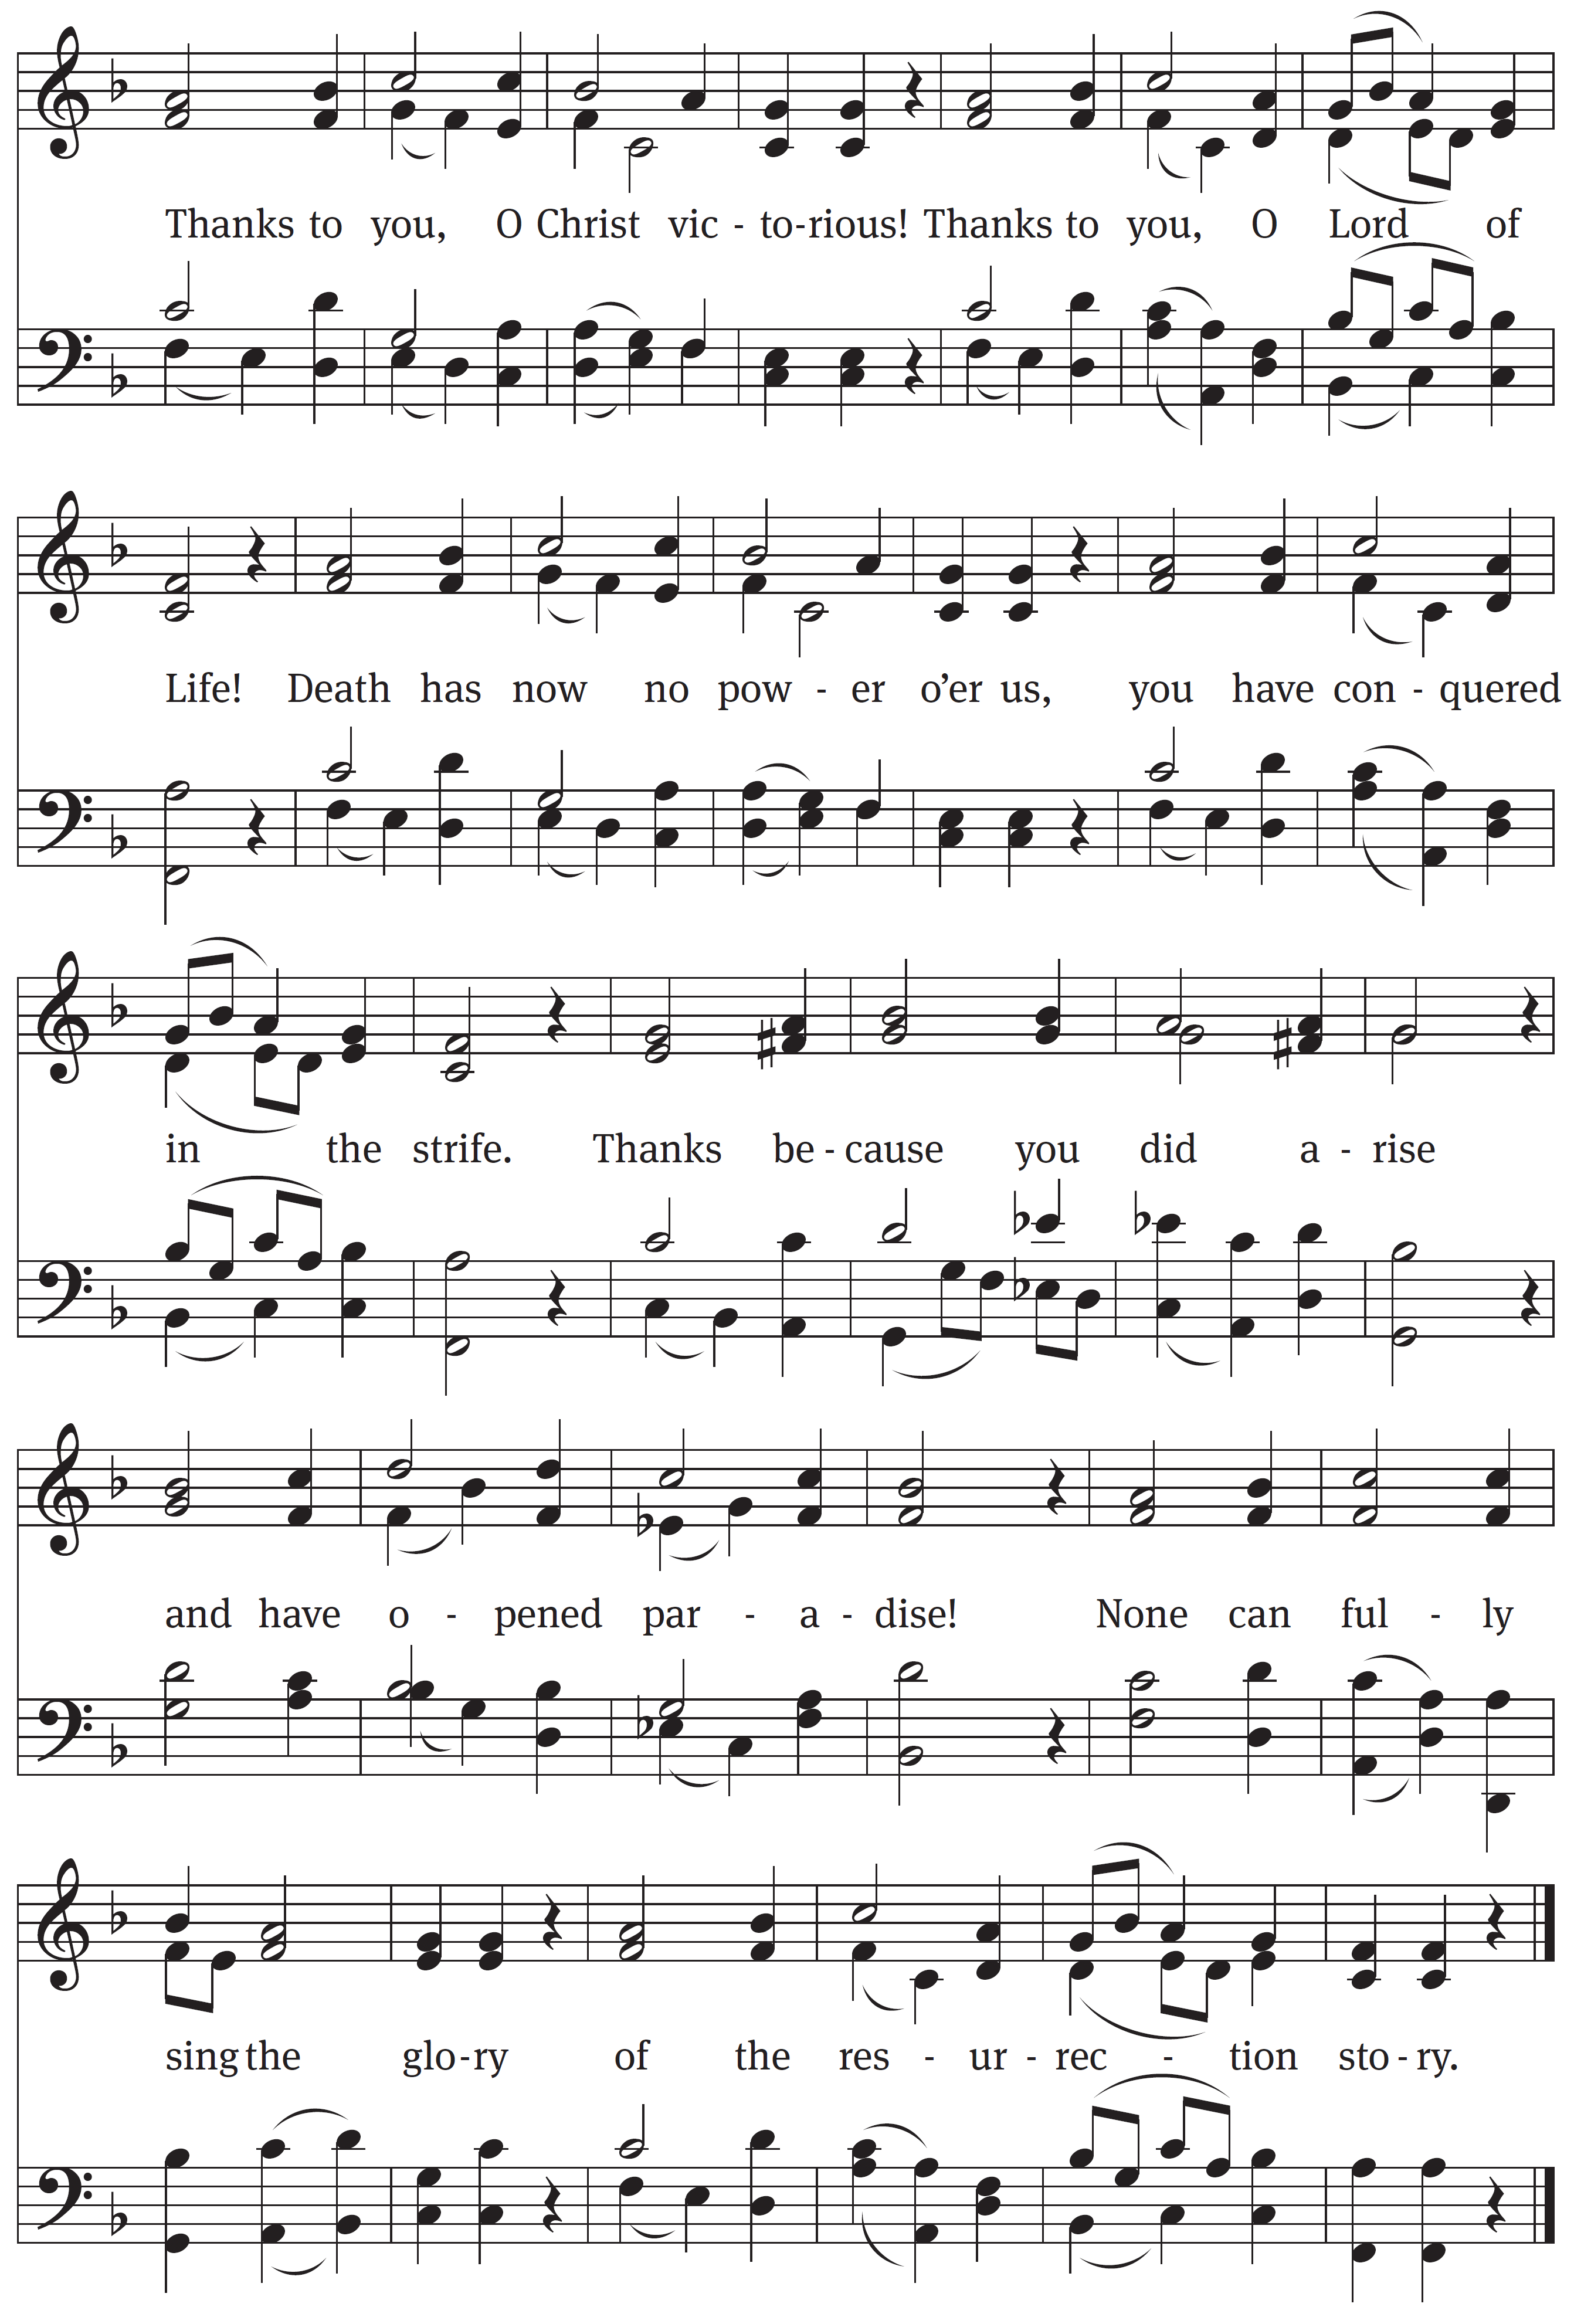 Thanks to you, O Christ vic - to - rious! Thanks to you, O Lord of
Life! Death has now no pow - er o’er us, you have con - quered
in the strife. Thanks be - cause you did a - rise
and have o - pened par - a - dise! None can ful - ly
sing the glo - ry of the res - ur - rec - tion sto - ry.